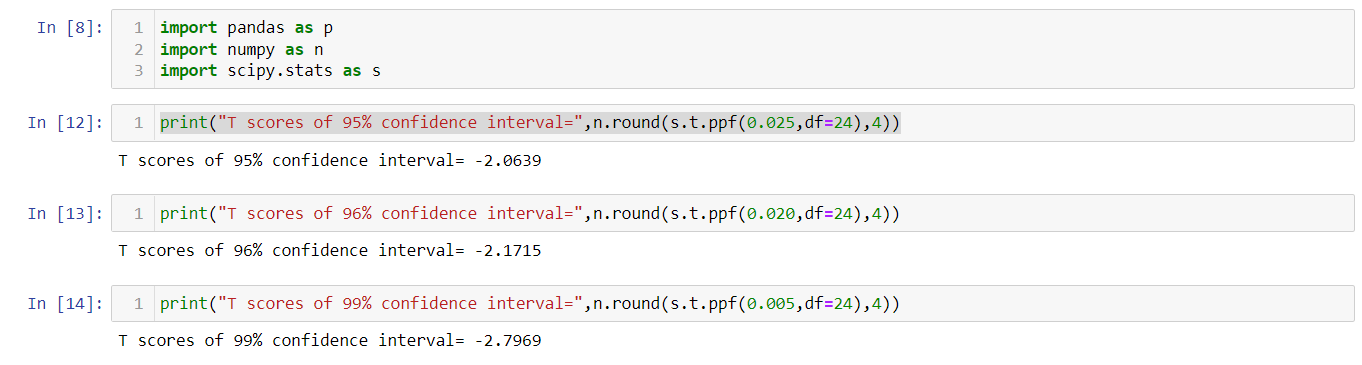 In [8]: 1 import pandas as p
2 import numpy as n
3 import scipy.stats as s
In [12]: 1 print("T scores of 95% confidence interval=",n.round(s.t.ppf(0.025,df=24),4))
T scores of 95% confidence interval= -2.0639
In [13]: 1 print("T scores of 96% confidence interval=",n.round(s.t.ppf(0.020,df=24),4))
T scores of 96% confidence interval= -2.1715
In [14]: 1 print("T scores of 99% confidence interval=",n.round(s.t.ppf(0.005,df=24),4))
T scores of 99% confidence interval= -2.7969